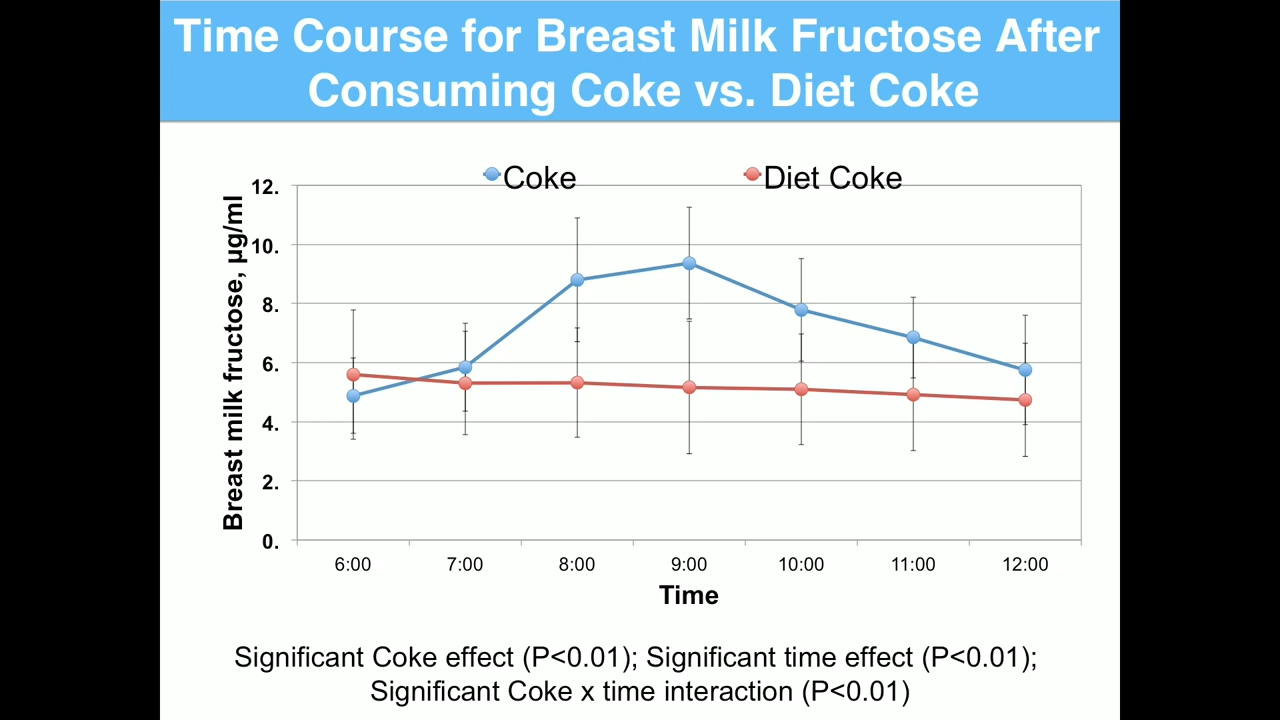 Time Course for Breast Milk Fructose After
Consuming Coke vs. Diet Coke
Coke
Diet Coke
Breast milk fructose, µg/ml
12.
10.
8.
6.
4.
2.
0.
6:00 7:00 8:00 9:00 10:00 11:00 12:00
Time
Significant Coke effect (P<0.01); Significant time effect (P<0.01);
Significant Coke x time interaction (P<0.01)